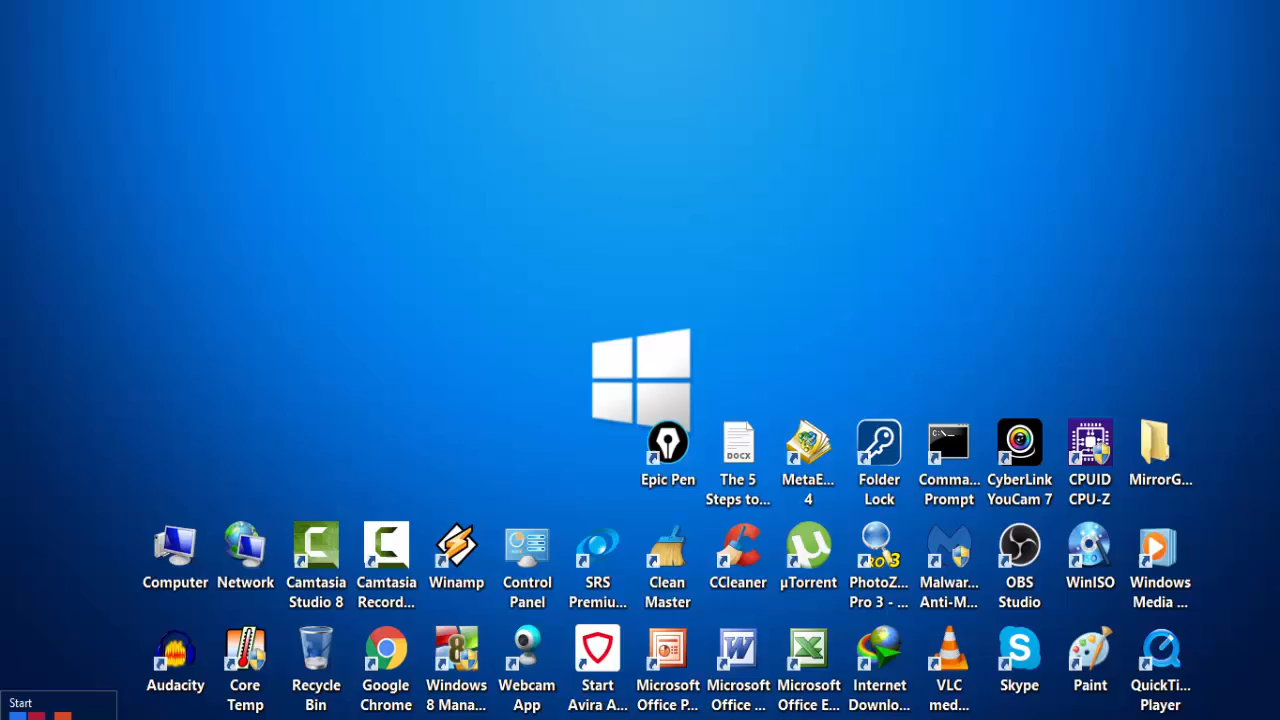 Epic Pen
The 5
Steps to...
MetaE...
4
Folder
Lock
Comma...
Prompt
CyberLink
YouCam 7
CPUID
CPU-Z
MirrorG...
DOCX
C:\_
Computer
Network
Camtasia
Studio 8
Camtasia
Record...
Winamp
Control
Panel
SRS
Premiu...
Clean
Master
CCleaner
µTorrent
PhotoZ...
Pro 3 - ...
Malwar...
Anti-M...
OBS
Studio
WinISO
Windows
Media ...
Audacity
Core
Temp
Recycle
Bin
Google
Chrome
Windows
8 Mana...
Webcam
App
Start
Avira A...
Microsoft
Office P...
Microsoft
Office ...
Microsoft
Office E...
Internet
Downlo...
VLC
med...
Skype
Paint
QuickTi...
Player
Start